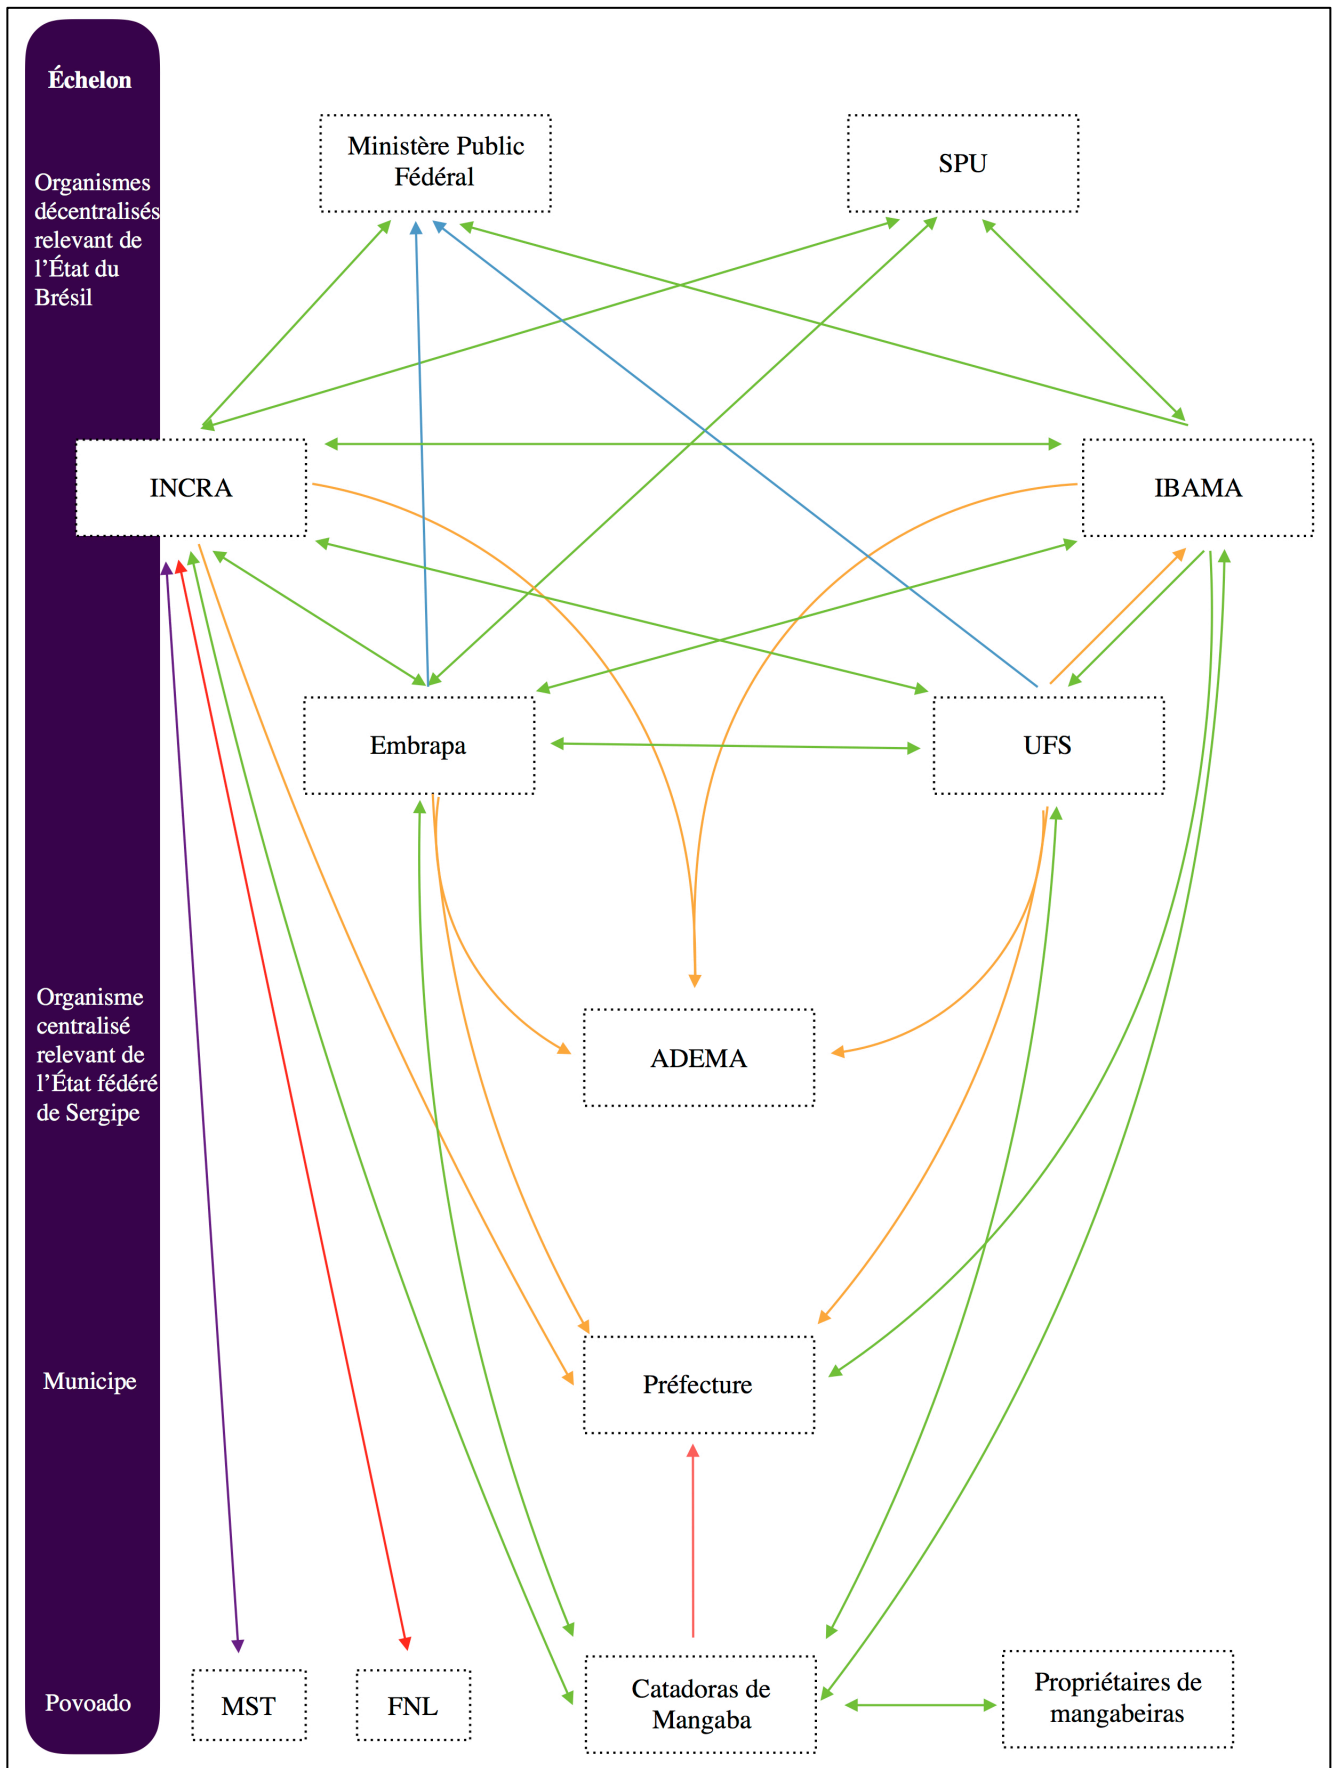 Échelon
Ministère Public
Fédéral
SPU
Organismes
décentralisés
relevant de
l’État du
Brésil
INCRA
IBAMA
Embrapa
UFS
Organisme
centralisé
relevant de
l’État fédéré
de Sergipe
ADEMA
Municipe
Préfecture
Povoado
MST
FNL
Catadoras de
Mangaba
Propriétaires de
mangabeiras